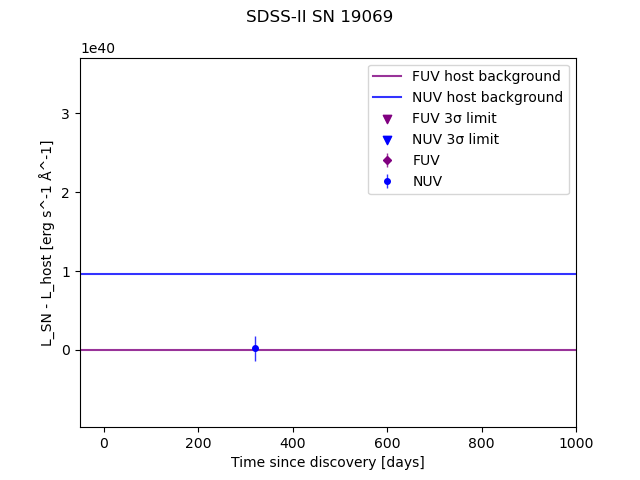 SDSS-II SN 19069
1e40
FUV host background
NUV host background
FUV 3σ limit
NUV 3σ limit
FUV
NUV
L_SN - L_host [erg s^-1 Å^-1]
3
2
1
0
0 200 400 600 800 1000
Time since discovery [days]